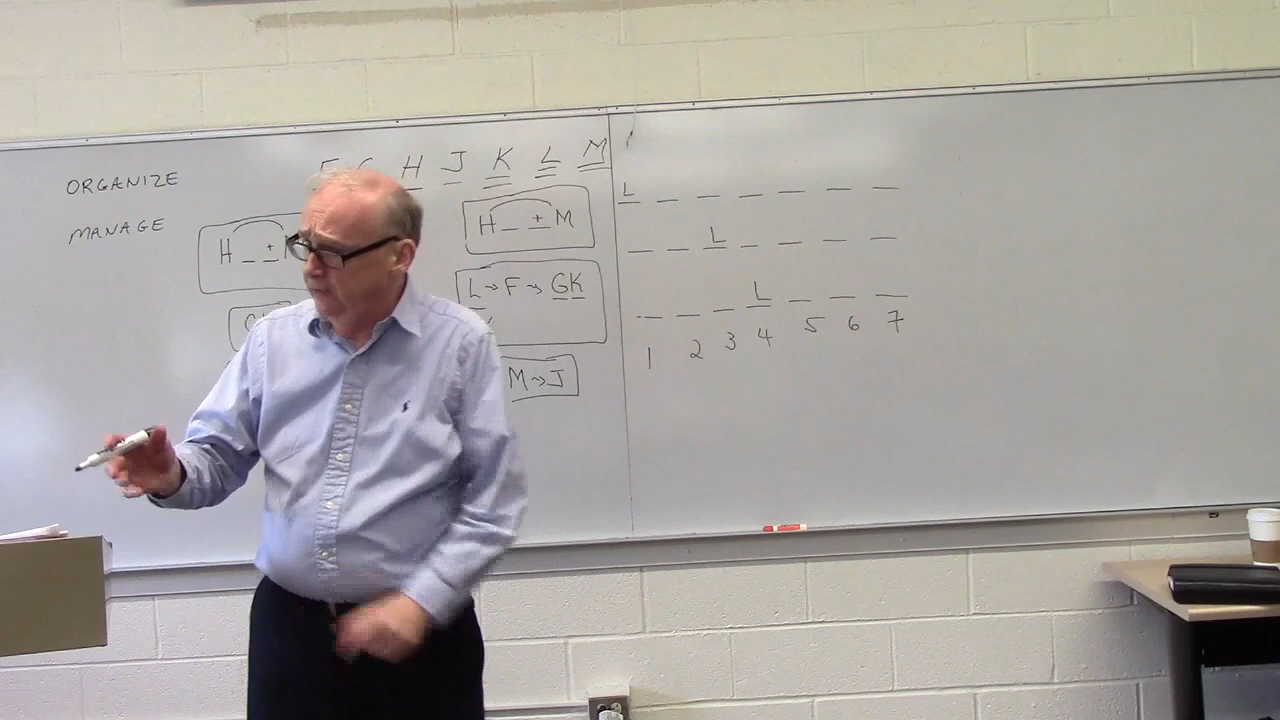 ORGANIZE
MANAGE
H J K L M
H _ ±
H _ ± M
L → F → GK
M → J
L _ _ _ _ _ _
_ _ L _ _ _ _
_ _ _ L _ _ _
1 2 3 4 5 6 7